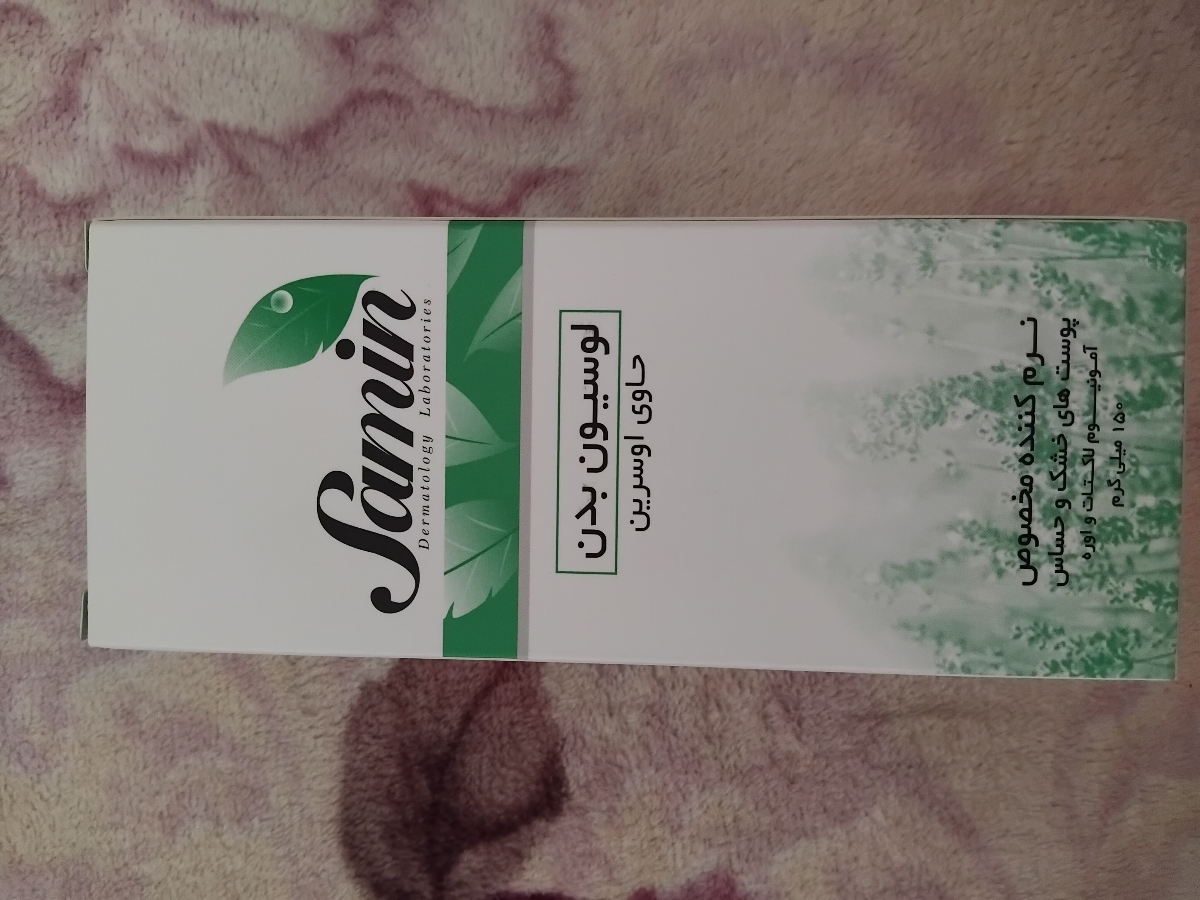 Samin
Dermatology Laboratories
لوسیون بدن
حاوی اوسرین
نرم کننده مخصوص
پوست های خشک و حساس
آمونیوم لاکتات و اوره
۱۵۰ میلی گرم